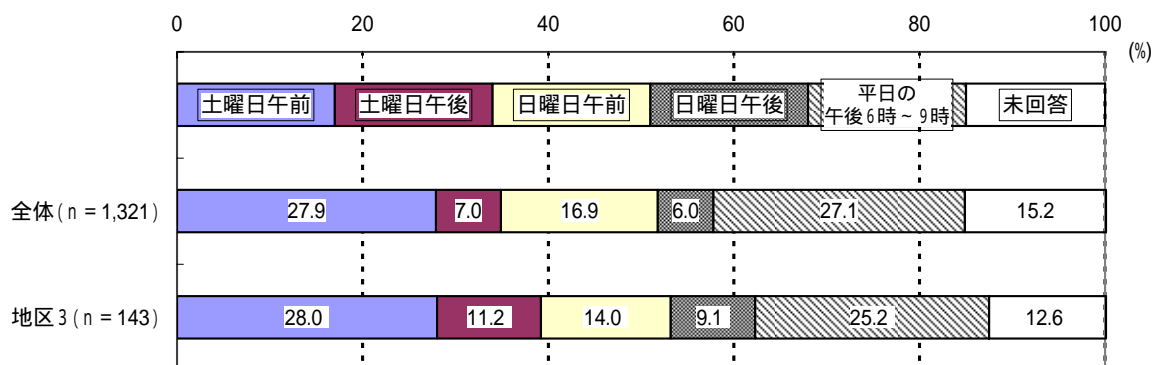 0 20 40 60 80 100
(%)
土曜日午前 土曜日午後 日曜日午前 日曜日午後 平日の
午後6時~9時 未回答
全体(n=1,321) 27.9 7.0 16.9 6.0 27.1 15.2
地区3(n=143) 28.0 11.2 14.0 9.1 25.2 12.6